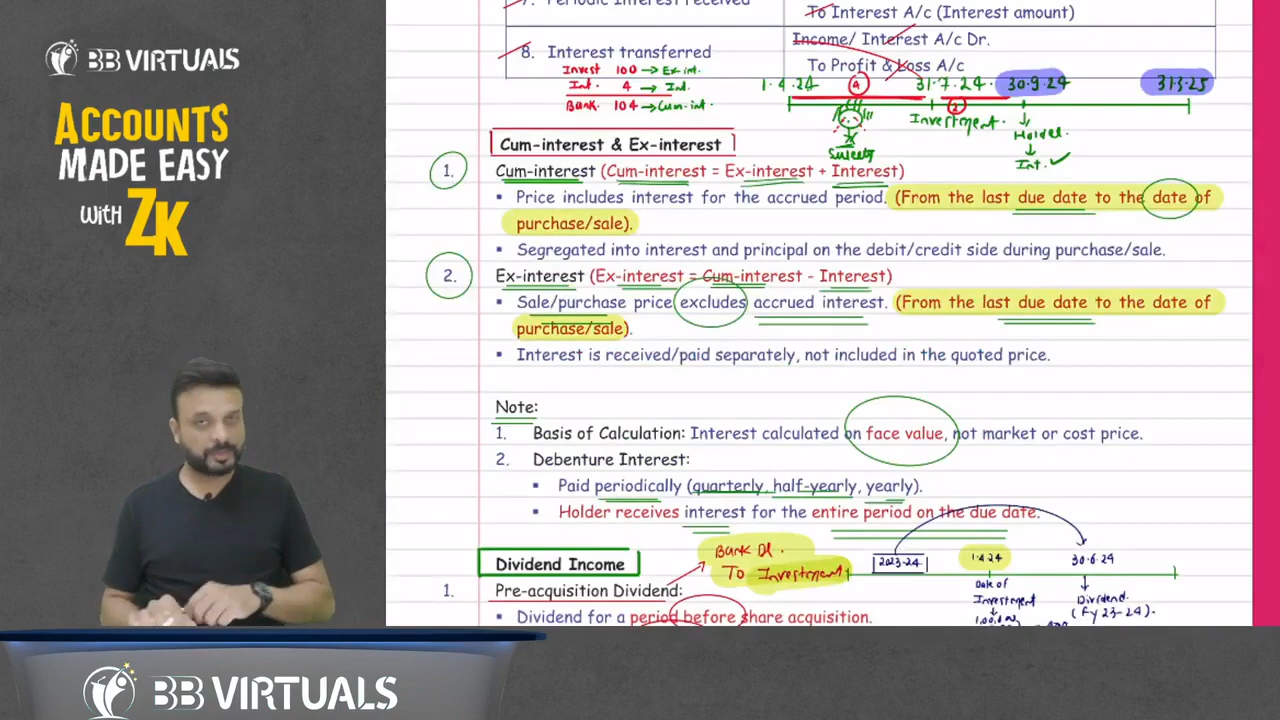 BB VIRTUALS
ACCOUNTS
MADE EASY
with ZK
7. Periodic Interest received
To Interest A/c (Interest amount)
8. Interest transferred
Income/ Interest A/c Dr.
To Profit & Loss A/c
Invest 100 → Ex-int.
Int. 4 → Int.
Bank 104 → Cum-int.
1.4.24 4 31.7.24. 30.9.24 31.3.25
2
Investment.
Holder
Int. ✓
Cum-interest & Ex-interest
1. Cum-interest (Cum-interest = Ex-interest + Interest)
▪ Price includes interest for the accrued period. (From the last due date to the date of
purchase/sale).
▪ Segregated into interest and principal on the debit/credit side during purchase/sale.
2. Ex-interest (Ex-interest = Cum-interest - Interest)
▪ Sale/purchase price excludes accrued interest. (From the last due date to the date of
purchase/sale).
▪ Interest is received/paid separately, not included in the quoted price.
Note:
1. Basis of Calculation: Interest calculated on face value, not market or cost price.
2. Debenture Interest:
▪ Paid periodically (quarterly, half-yearly, yearly).
▪ Holder receives interest for the entire period on the due date.
Bank Dr.
To Investment
2023-24 1.4.24 30.6.24
Date of
Investment
Dividend.
(FY 23-24).
Dividend Income
1. Pre-acquisition Dividend:
▪ Dividend for a period before share acquisition.
BB VIRTUALS